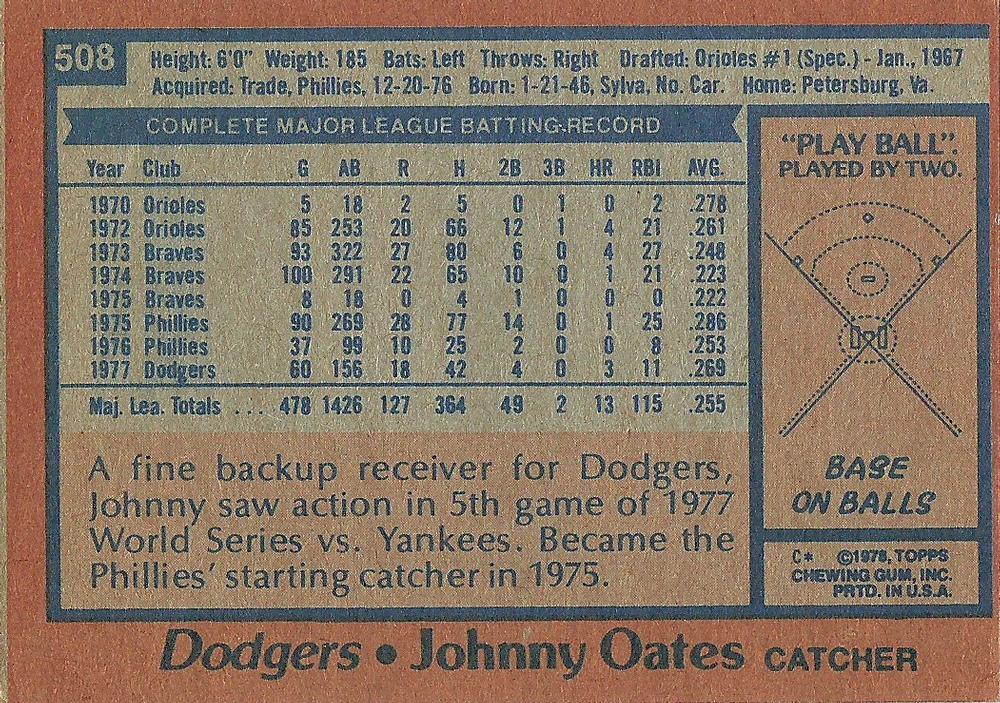 508
Height: 6'0" Weight: 185 Bats: Left Throws: Right Drafted: Orioles #1 (Spec.) - Jan., 1967
Acquired: Trade, Phillies, 12-20-76 Born: 1-21-46, Sylva, No. Car. Home: Petersburg, Va.
COMPLETE MAJOR LEAGUE BATTING RECORD
Year Club G AB R H 2B 3B HR RBI AVG.
1970 Orioles 5 18 2 5 0 1 0 2 .278
1972 Orioles 85 253 20 66 12 1 4 21 .261
1973 Braves 93 322 27 80 6 0 4 27 .248
1974 Braves 100 291 22 65 10 0 1 21 .223
1975 Braves 8 18 0 4 1 0 0 0 .222
1975 Phillies 90 269 28 77 14 0 1 25 .286
1976 Phillies 37 99 10 25 2 0 0 8 .253
1977 Dodgers 60 156 18 42 4 0 3 11 .269
Maj. Lea. Totals ... 478 1426 127 364 49 2 13 115 .255
A fine backup receiver for Dodgers,
Johnny saw action in 5th game of 1977
World Series vs. Yankees. Became the
Phillies' starting catcher in 1975.
"PLAY BALL".
PLAYED BY TWO.
BASE
ON BALLS
C* ©1978, TOPPS
CHEWING GUM, INC.
PRTD. IN U.S.A.
Dodgers • Johnny Oates CATCHER